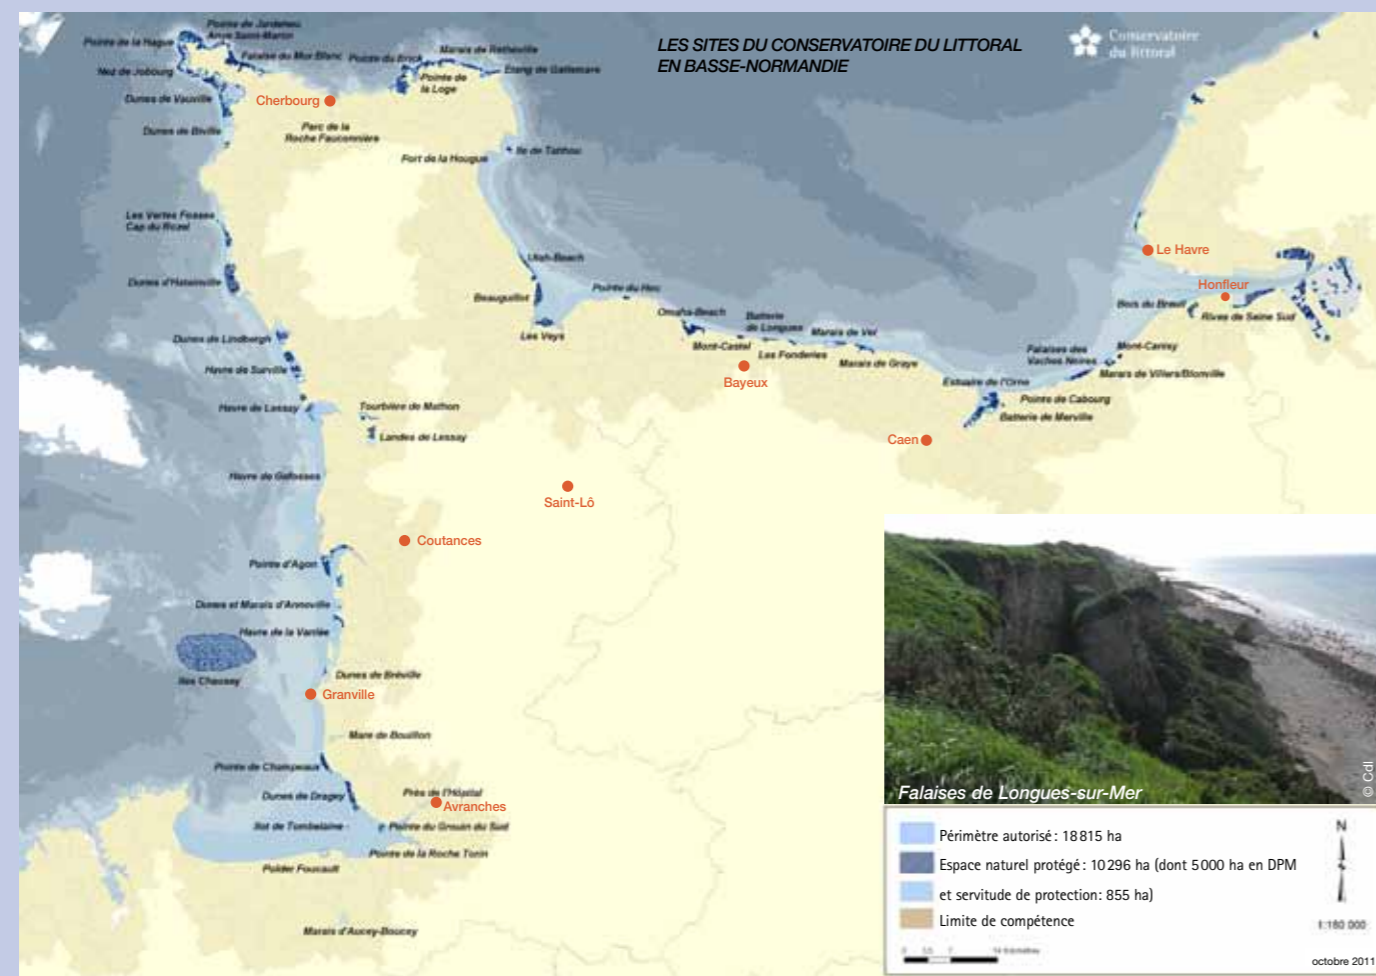 LES SITES DU CONSERVATOIRE DU LITTORAL
EN BASSE-NORMANDIE
Conservatoire
du littoral
Pointe de Jardeheu
Anse Saint-Martin
Pointe de la Hague
Falaise du Mur Blanc
Pointe du Brick
Marais de Réthoville
Etang de Gattemare
Nez de Jobourg
Pointe de
la Loge
Dunes de Vauville
Cherbourg
Dunes de Biville
Parc de la
Roche Fauconnière
Fort de la Hougue
Ile de Tatihou
Les Vertes Fosses
Cap du Rozel
Le Havre
Utah-Beach
Dunes d'Hatainville
Honfleur
Beauguillot
Pointe du Hoc
Bois du Breuil
Rives de Seine Sud
Omaha-Beach
Batterie
de Longues
Marais de Ver
Les Veys
Dunes de Lindbergh
Mont-Castel
Les Fonderies
Marais de Graye
Falaises des
Vaches Noires
Mont-Canisy
Havre de Surville
Bayeux
Marais de Villers/Blonville
Estuaire de l'Orne
Pointe de Cabourg
Batterie de Merville
Havre de Lessay
Tourbière de Mathon
Landes de Lessay
Caen
Havre de Geffosses
Saint-Lô
Coutances
Pointe d'Agon
Dunes et Marais d'Annoville
Havre de la Vanlée
Iles Chausey
Dunes de Bréville
Granville
Mare de Bouillon
Pointe de Champeaux
Dunes de Dragey
Près de l'Hôpital
Avranches
Ilot de Tombelaine
Pointe du Grouin du Sud
Pointe de la Roche Torin
Polder Foucault
Marais d'Aucey-Boucey
Falaises de Longues-sur-Mer
© Cdl
Périmètre autorisé : 18 815 ha
Espace naturel protégé : 10 296 ha (dont 5 000 ha en DPM
et servitude de protection: 855 ha)
Limite de compétence
N
octobre 2011